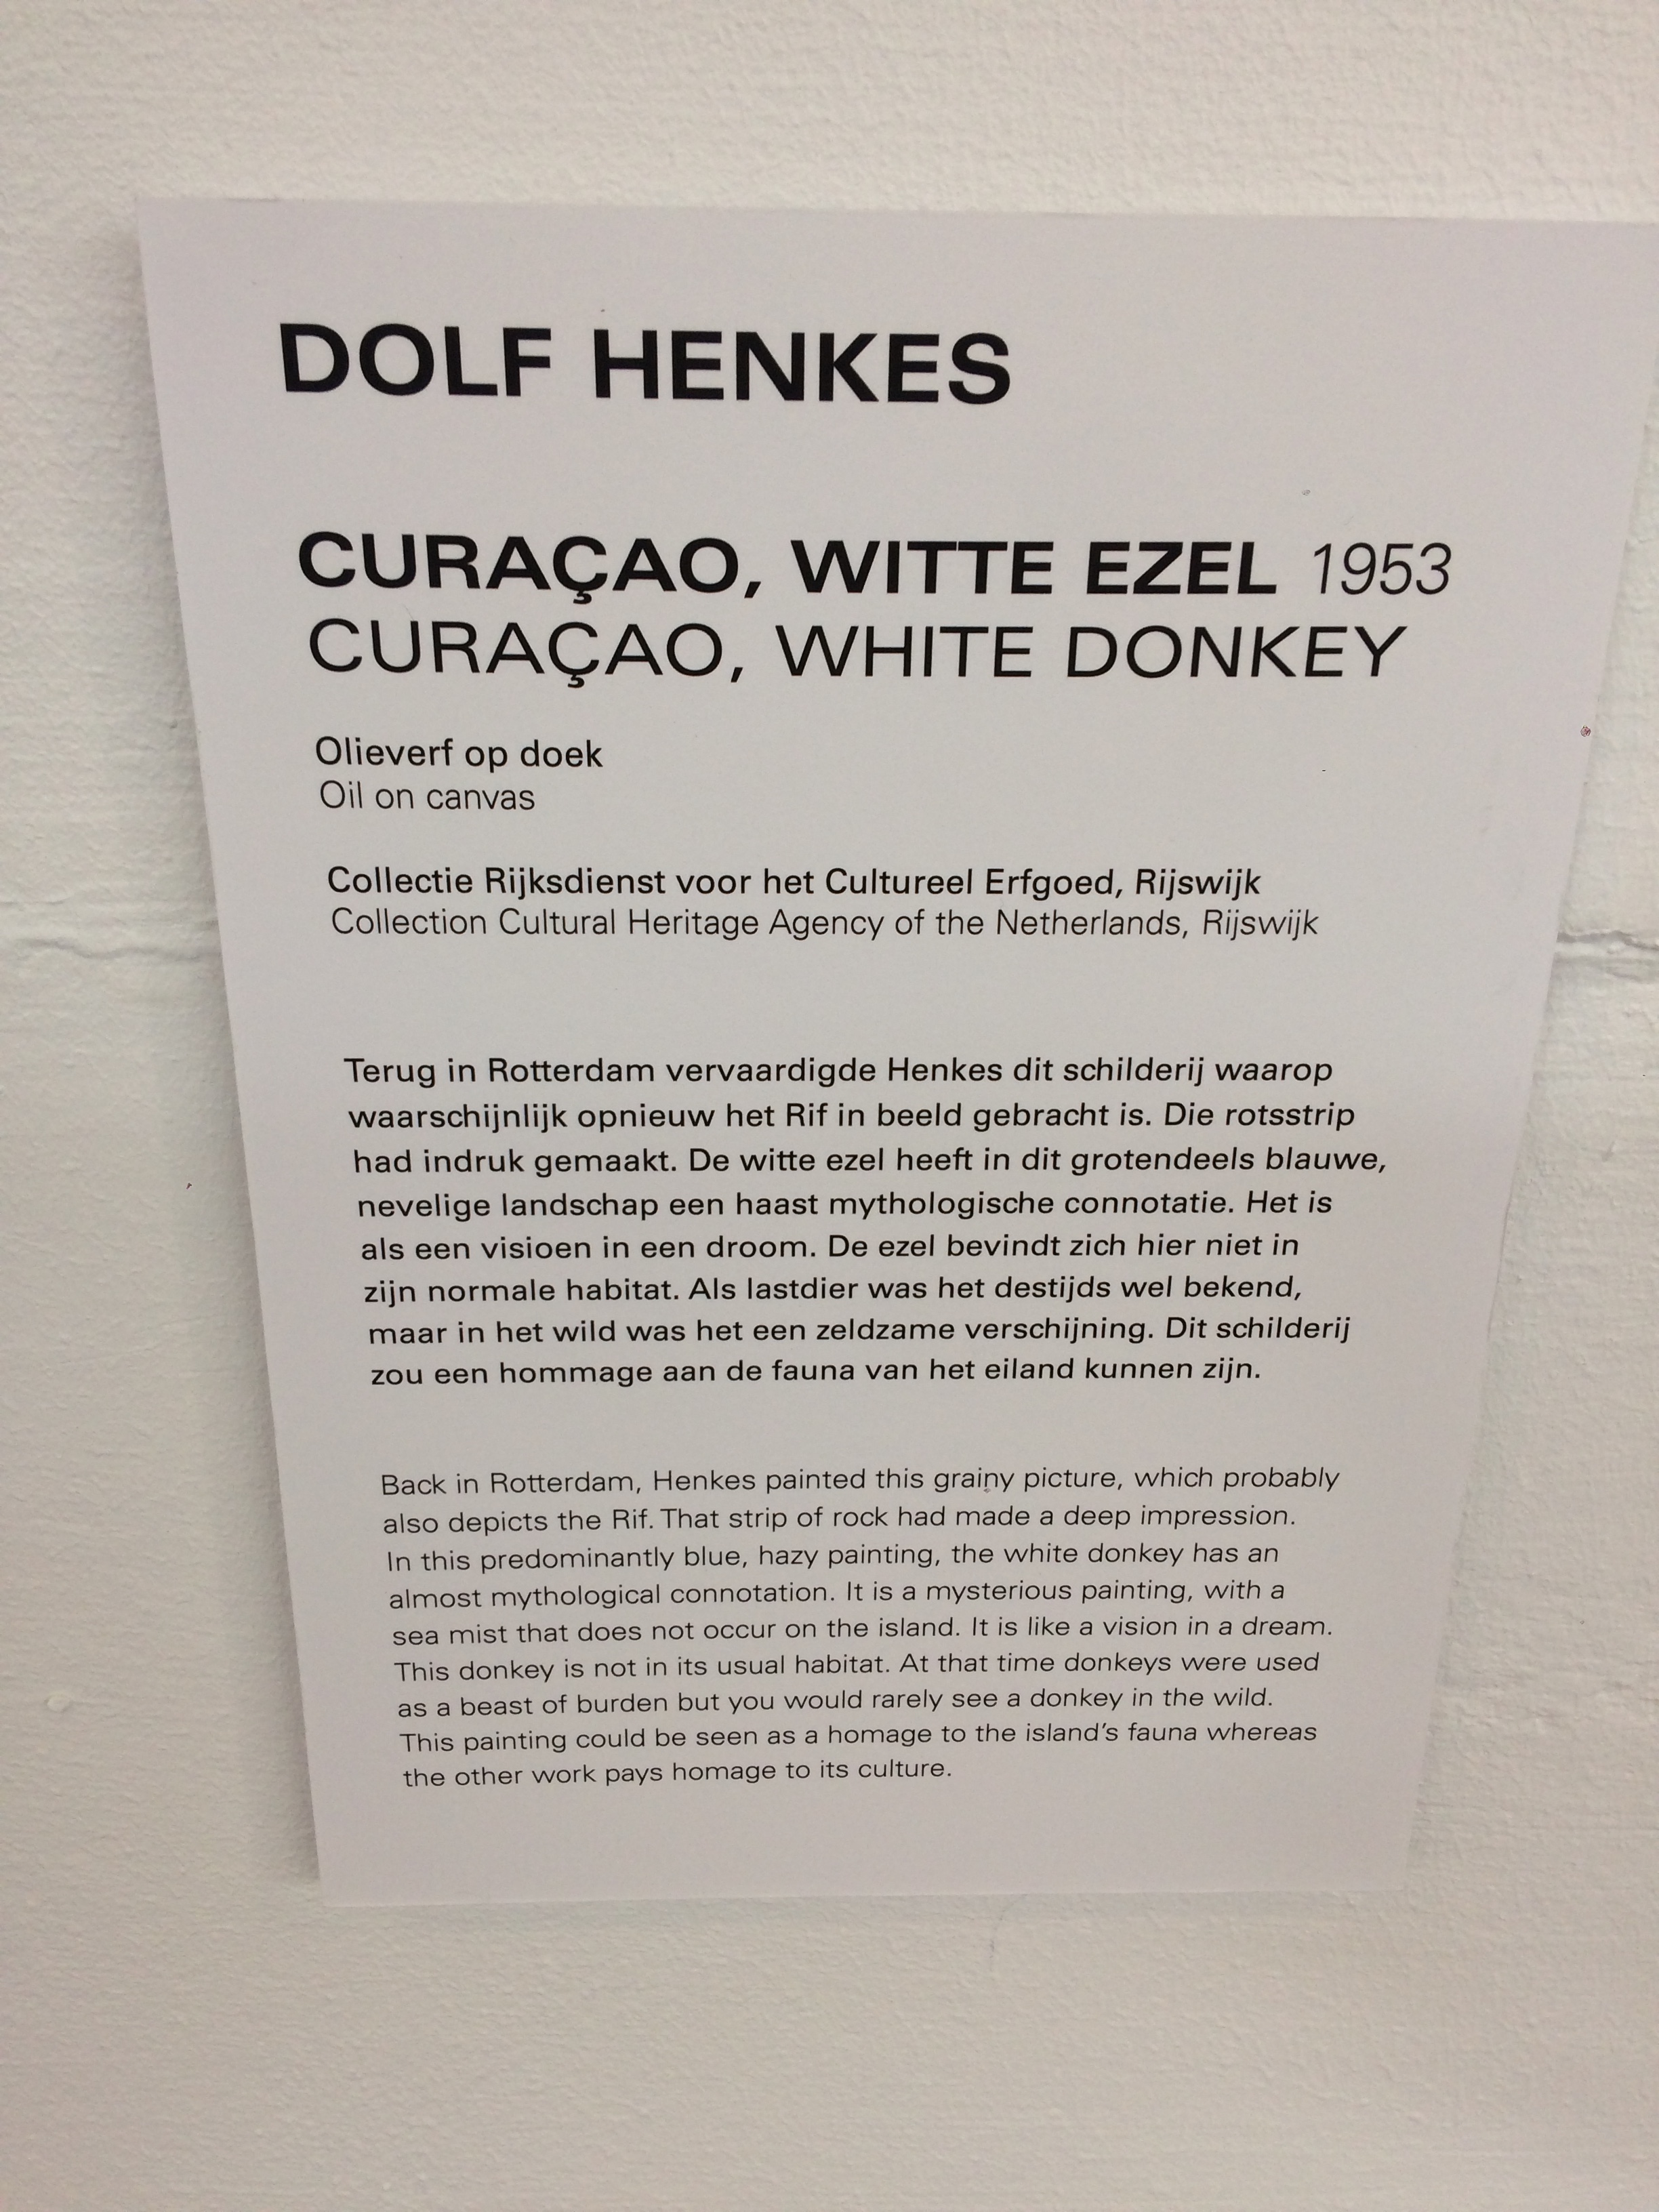 DOLF HENKES
CURAÇAO, WITTE EZEL 1953
CURAÇAO, WHITE DONKEY
Olieverf op doek
Oil on canvas
Collectie Rijksdienst voor het Cultureel Erfgoed, Rijswijk
Collection Cultural Heritage Agency of the Netherlands, Rijswijk
Terug in Rotterdam vervaardigde Henkes dit schilderij waarop
waarschijnlijk opnieuw het Rif in beeld gebracht is. Die rotsstrip
had indruk gemaakt. De witte ezel heeft in dit grotendeels blauwe,
nevelige landschap een haast mythologische connotatie. Het is
als een visioen in een droom. De ezel bevindt zich hier niet in
zijn normale habitat. Als lastdier was het destijds wel bekend,
maar in het wild was het een zeldzame verschijning. Dit schilderij
zou een hommage aan de fauna van het eiland kunnen zijn.
Back in Rotterdam, Henkes painted this grainy picture, which probably
also depicts the Rif. That strip of rock had made a deep impression.
In this predominantly blue, hazy painting, the white donkey has an
almost mythological connotation. It is a mysterious painting, with a
sea mist that does not occur on the island. It is like a vision in a dream.
This donkey is not in its usual habitat. At that time donkeys were used
as a beast of burden but you would rarely see a donkey in the wild.
This painting could be seen as a homage to the island's fauna whereas
the other work pays homage to its culture.